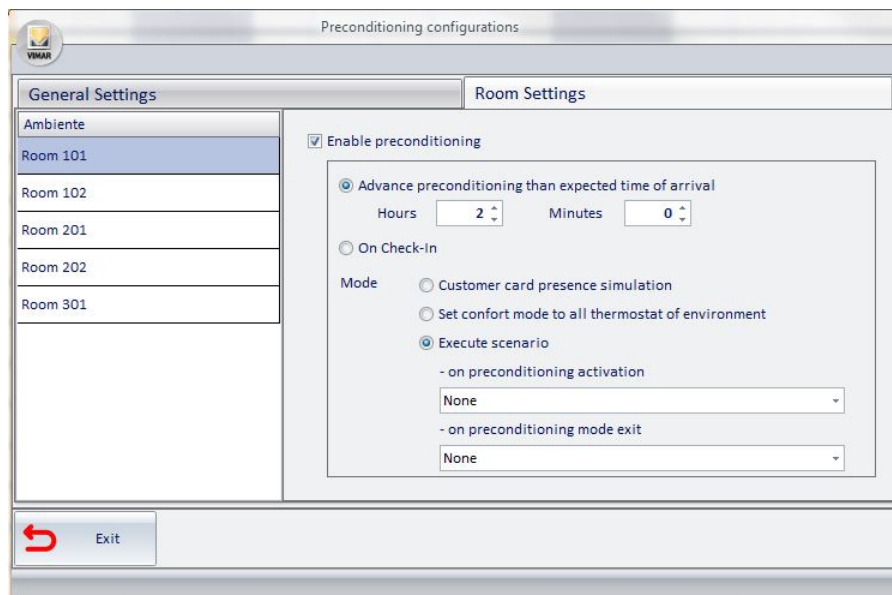 Preconditioning configurations
VIMAR
General Settings
Room Settings
Ambiente
Room 101
Room 102
Room 201
Room 202
Room 301
Enable preconditioning
Advance preconditioning than expected time of arrival
Hours 2 Minutes 0
On Check-In
Mode Customer card presence simulation
Set confort mode to all thermostat of environment
Execute scenario
- on preconditioning activation
None
- on preconditioning mode exit
None
Exit